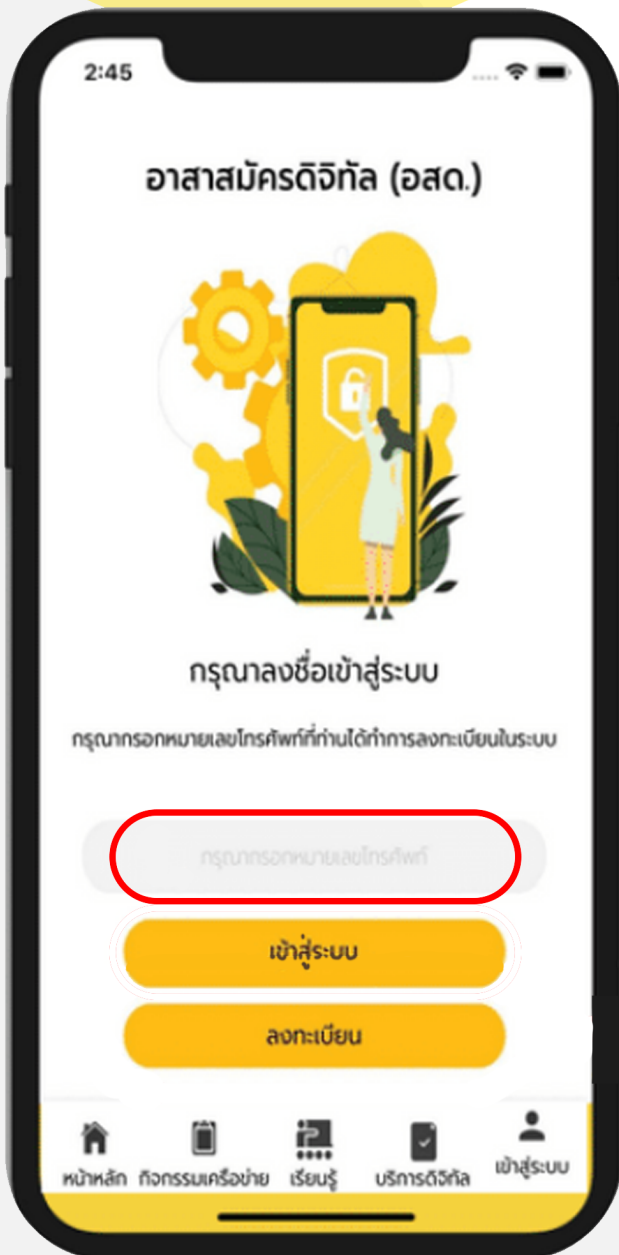 2:45
อาสาสมัครดิจิทัล (อสด.)
กรุณาลงชื่อเข้าสู่ระบบ
กรุณากรอกหมายเลขโทรศัพท์ที่ท่านได้ทำการลงทะเบียนในระบบ
กรุณากรอกหมายเลขโทรศัพท์
เข้าสู่ระบบ
ลงทะเบียน
หน้าหลัก กิจกรรมเครือข่าย เรียนรู้ บริการดิจิทัล เข้าสู่ระบบ